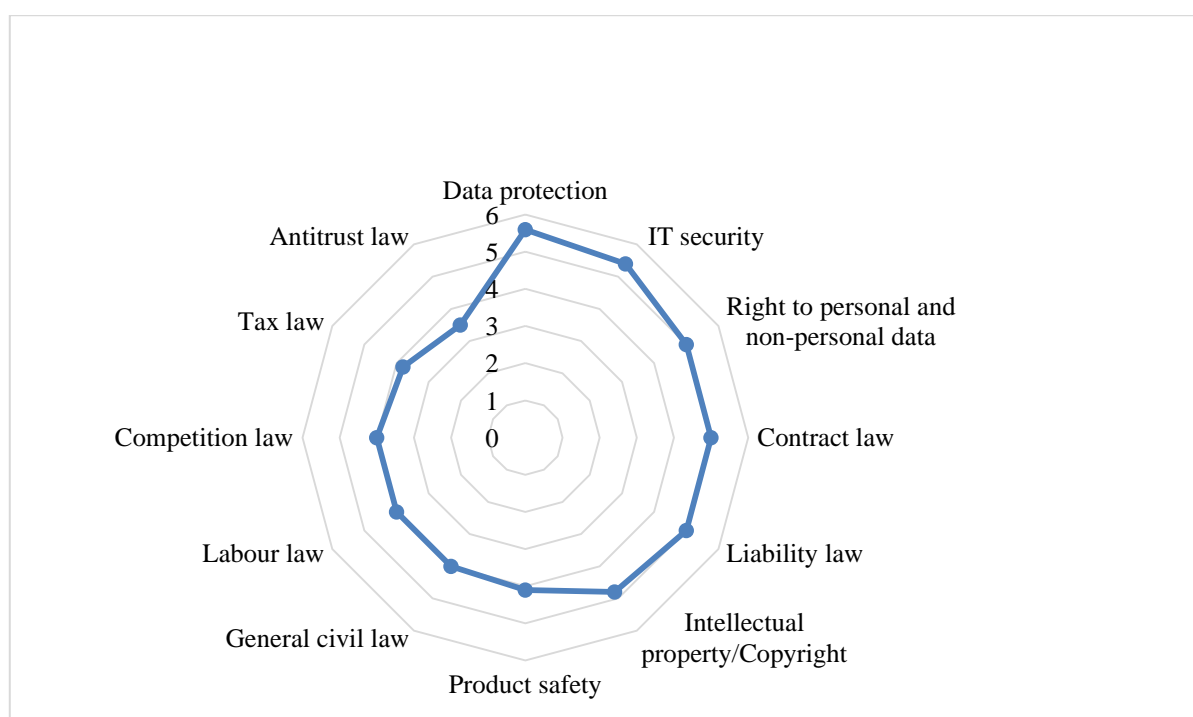 Data protection
6
5
4
3
2
1
0
IT security
Right to personal and
non-personal data
Contract law
Liability law
Intellectual
property/Copyright
Product safety
General civil law
Labour law
Competition law
Tax law
Antitrust law